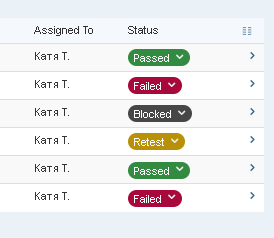 Assigned To Status
Катя Т. Passed
Катя Т. Failed
Катя Т. Blocked
Катя Т. Retest
Катя Т. Passed
Катя Т. Failed